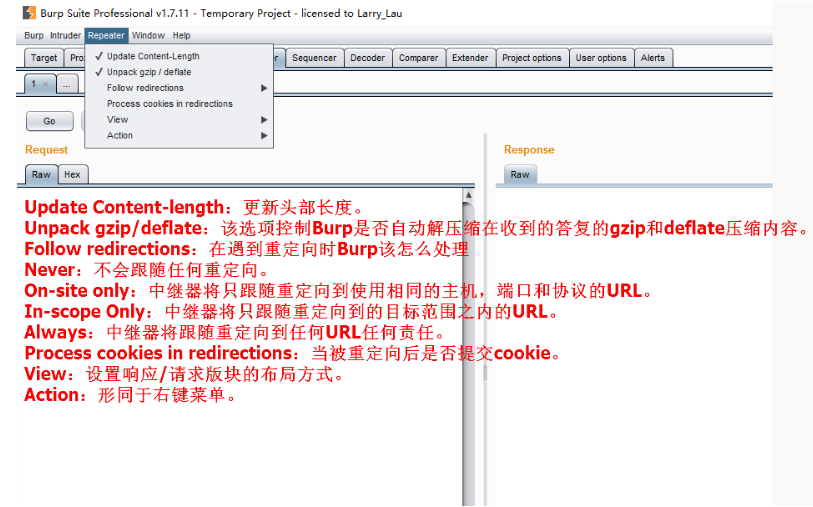 Burp Suite Professional v1.7.11 - Temporary Project - licensed to Larry_Lau
Burp Intruder Repeater Window Help
Target Pro r Sequencer Decoder Comparer Extender Project options User options Alerts
✓ Update Content-Length
✓ Unpack gzip / deflate
Follow redirections
Process cookies in redirections
View
Action
1 × ...
Go
Request
Response
Raw Hex
Raw
Update Content-length：更新头部长度。
Unpack gzip/deflate：该选项控制Burp是否自动解压缩在收到的答复的gzip和deflate压缩内容。
Follow redirections：在遇到重定向时Burp该怎么处理
Never：不会跟随任何重定向。
On-site only：中继器将只跟随重定向到使用相同的主机，端口和协议的URL。
In-scope Only：中继器将只跟随重定向到的目标范围之内的URL。
Always：中继器将跟随重定向到任何URL任何责任。
Process cookies in redirections：当被重定向后是否提交cookie。
View：设置响应/请求版块的布局方式。
Action：形同于右键菜单。